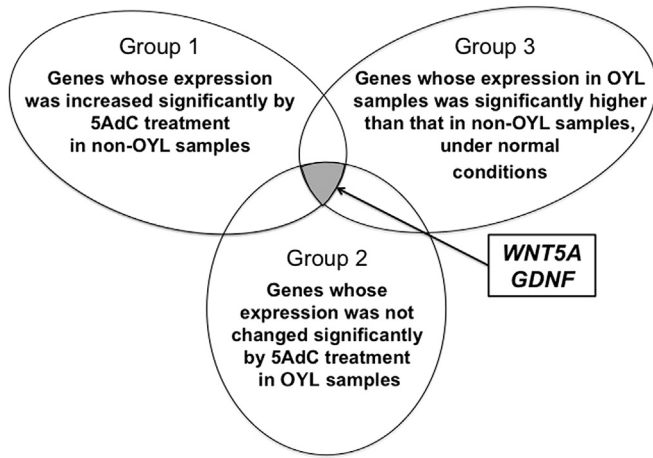 Group 1
Genes whose expression
was increased significantly by
5AdC treatment
in non-OYL samples
Group 3
Genes whose expression in OYL
samples was significantly higher
than that in non-OYL samples,
under normal
conditions
WNT5A
GDNF
Group 2
Genes whose
expression was not
changed significantly
by 5AdC treatment
in OYL samples